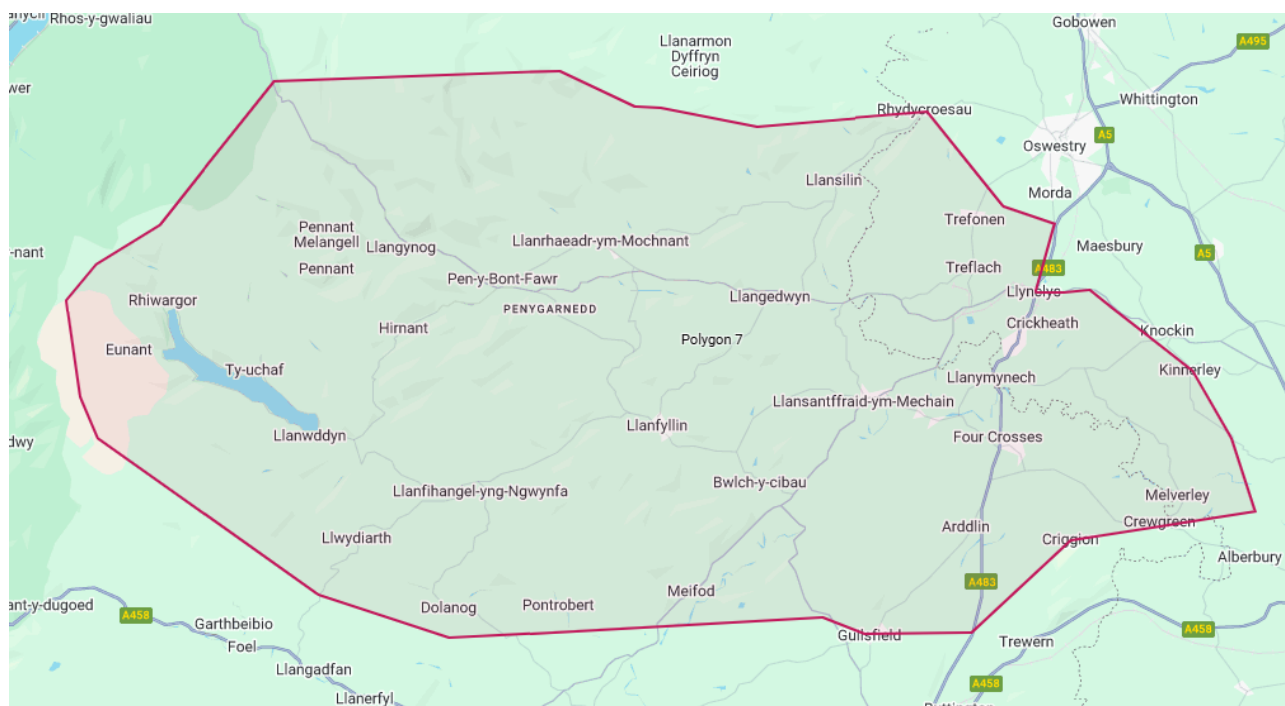 Rhos-y-gwaliau
Gobowen
A495
Llanarmon
Dyffryn
Ceiriog
Whittington
Rhydycroesau
A5
Oswestry
Llansilin
Morda
Trefonen
Pennant
Melangell
Llangynog
Llanrhaeadr-ym-Mochnant
Maesbury
A5
Pennant
Pen-y-Bont-Fawr
Treflach
A483
Rhiwargor
PENYGARNEDD
Llangedwyn
Llynclys
Hirnant
Crickheath
Knockin
Polygon 7
Eunant
Ty-uchaf
Kinnerley
Llanymynech
Llansantffraid-ym-Mechain
Llanwddyn
Llanfyllin
Four Crosses
Llanfihangel-yng-Ngwynfa
Bwlch-y-cibau
Melverley
Llwydiarth
Arddlin
Crewgreen
Criggion
Alberbury
A483
Meifod
ant-y-dugoed
A458
Dolanog
Pontrobert
Garthbeibio
Foel
Guilsfield
Trewern
A458
Llangadfan
A458
Llanerfyl